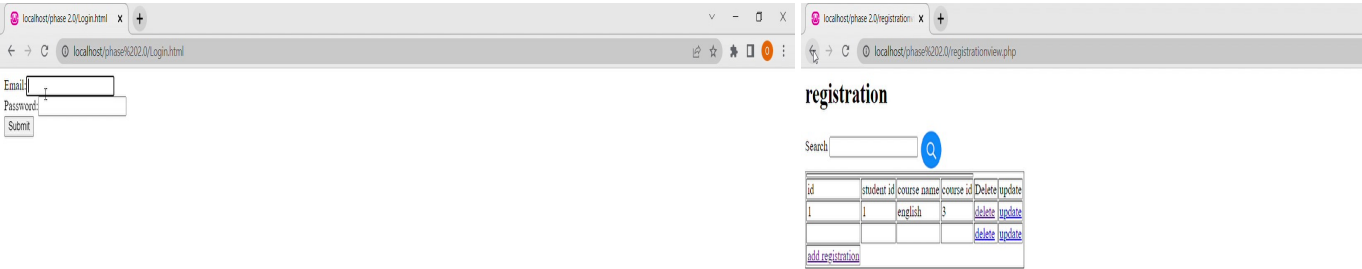 localhost/phase 2.0/Login.html
localhost/phase%202.0/Login.html
Email:
Password:
Submit
localhost/phase 2.0/registration
localhost/phase%202.0/registrationview.php
registration
Search
id student id course name course id Delete update
1 1 english 3 delete update
delete update
add registration